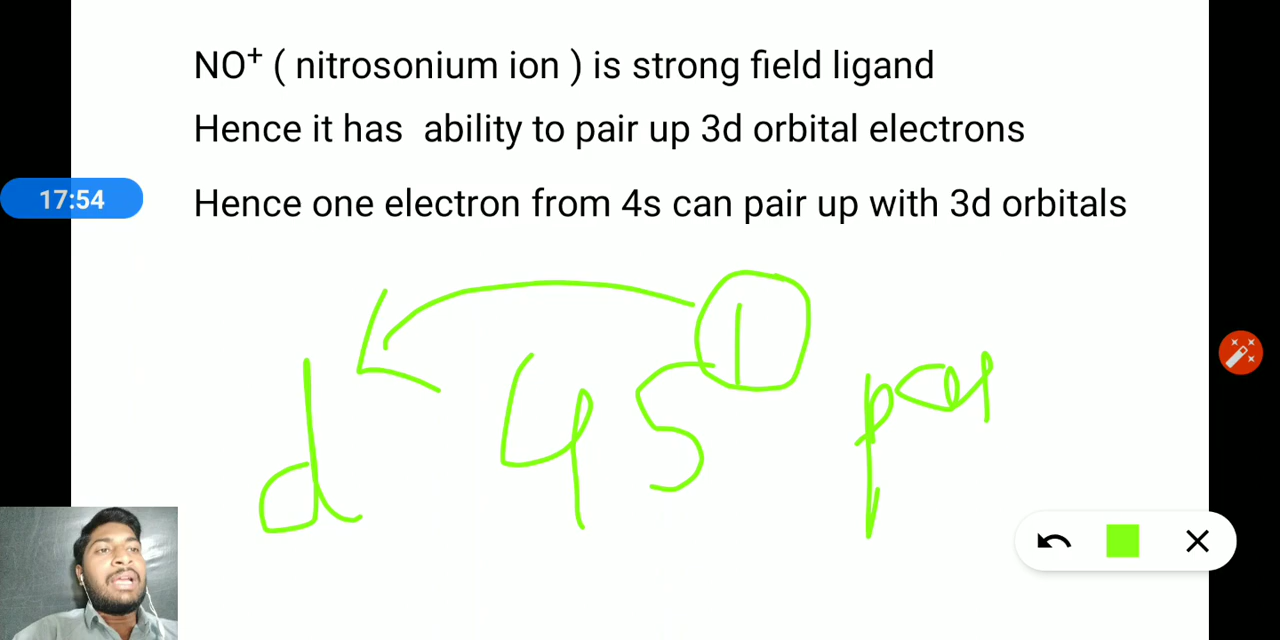 NO⁺ ( nitrosonium ion ) is strong field ligand
Hence it has ability to pair up 3d orbital electrons
17:54
Hence one electron from 4s can pair up with 3d orbitals
d 4s¹